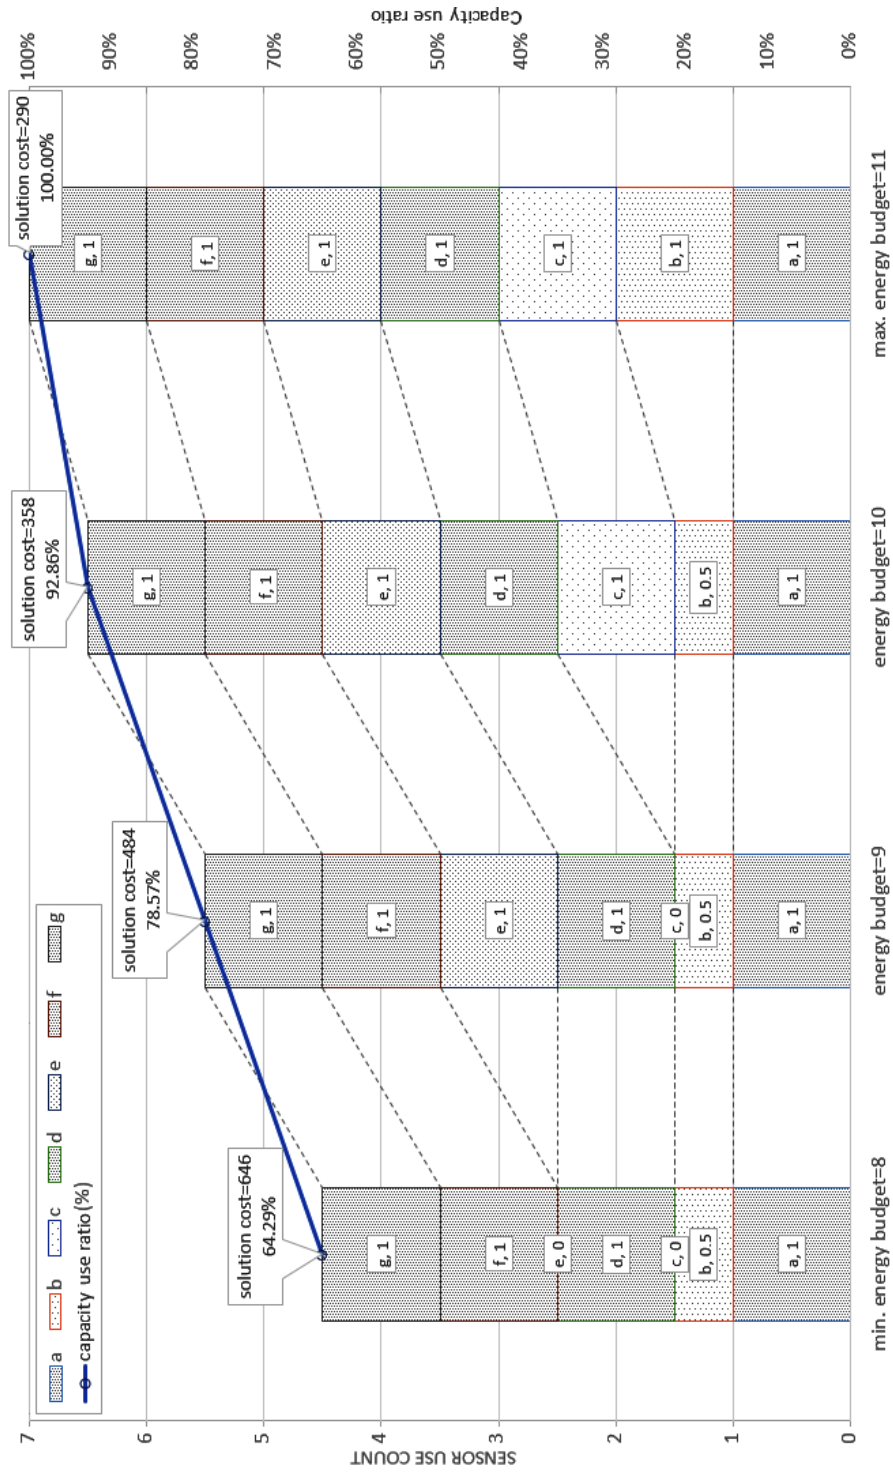 a b c d e f g
capacity use ratio(%)
SENSOR USE COUNT
7
6
5
4
3
2
1
0
Capacity use ratio
100%
90%
80%
70%
60%
50%
40%
30%
20%
10%
0%
solution cost=646
64.29%
g, 1
f, 1
e, 0
d, 1
c, 0
b, 0.5
a, 1
min. energy budget=8
solution cost=484
78.57%
g, 1
f, 1
e, 1
d, 1
c, 0
b, 0.5
a, 1
energy budget=9
solution cost=358
92.86%
g, 1
f, 1
e, 1
d, 1
c, 1
b, 0.5
a, 1
energy budget=10
solution cost=290
100.00%
g, 1
f, 1
e, 1
d, 1
c, 1
b, 1
a, 1
max. energy budget=11